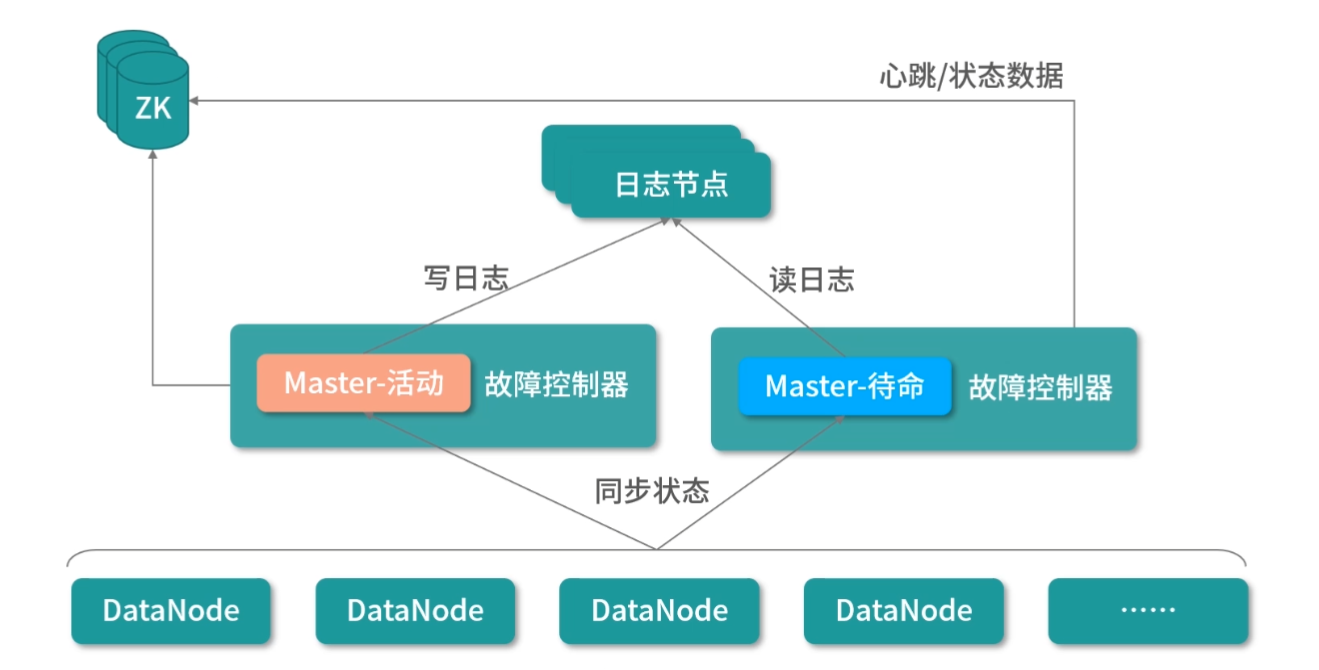 心跳/状态数据
ZK
日志节点
写日志
读日志
Master-活动
故障控制器
Master-待命
故障控制器
同步状态
DataNode
DataNode
DataNode
DataNode
······